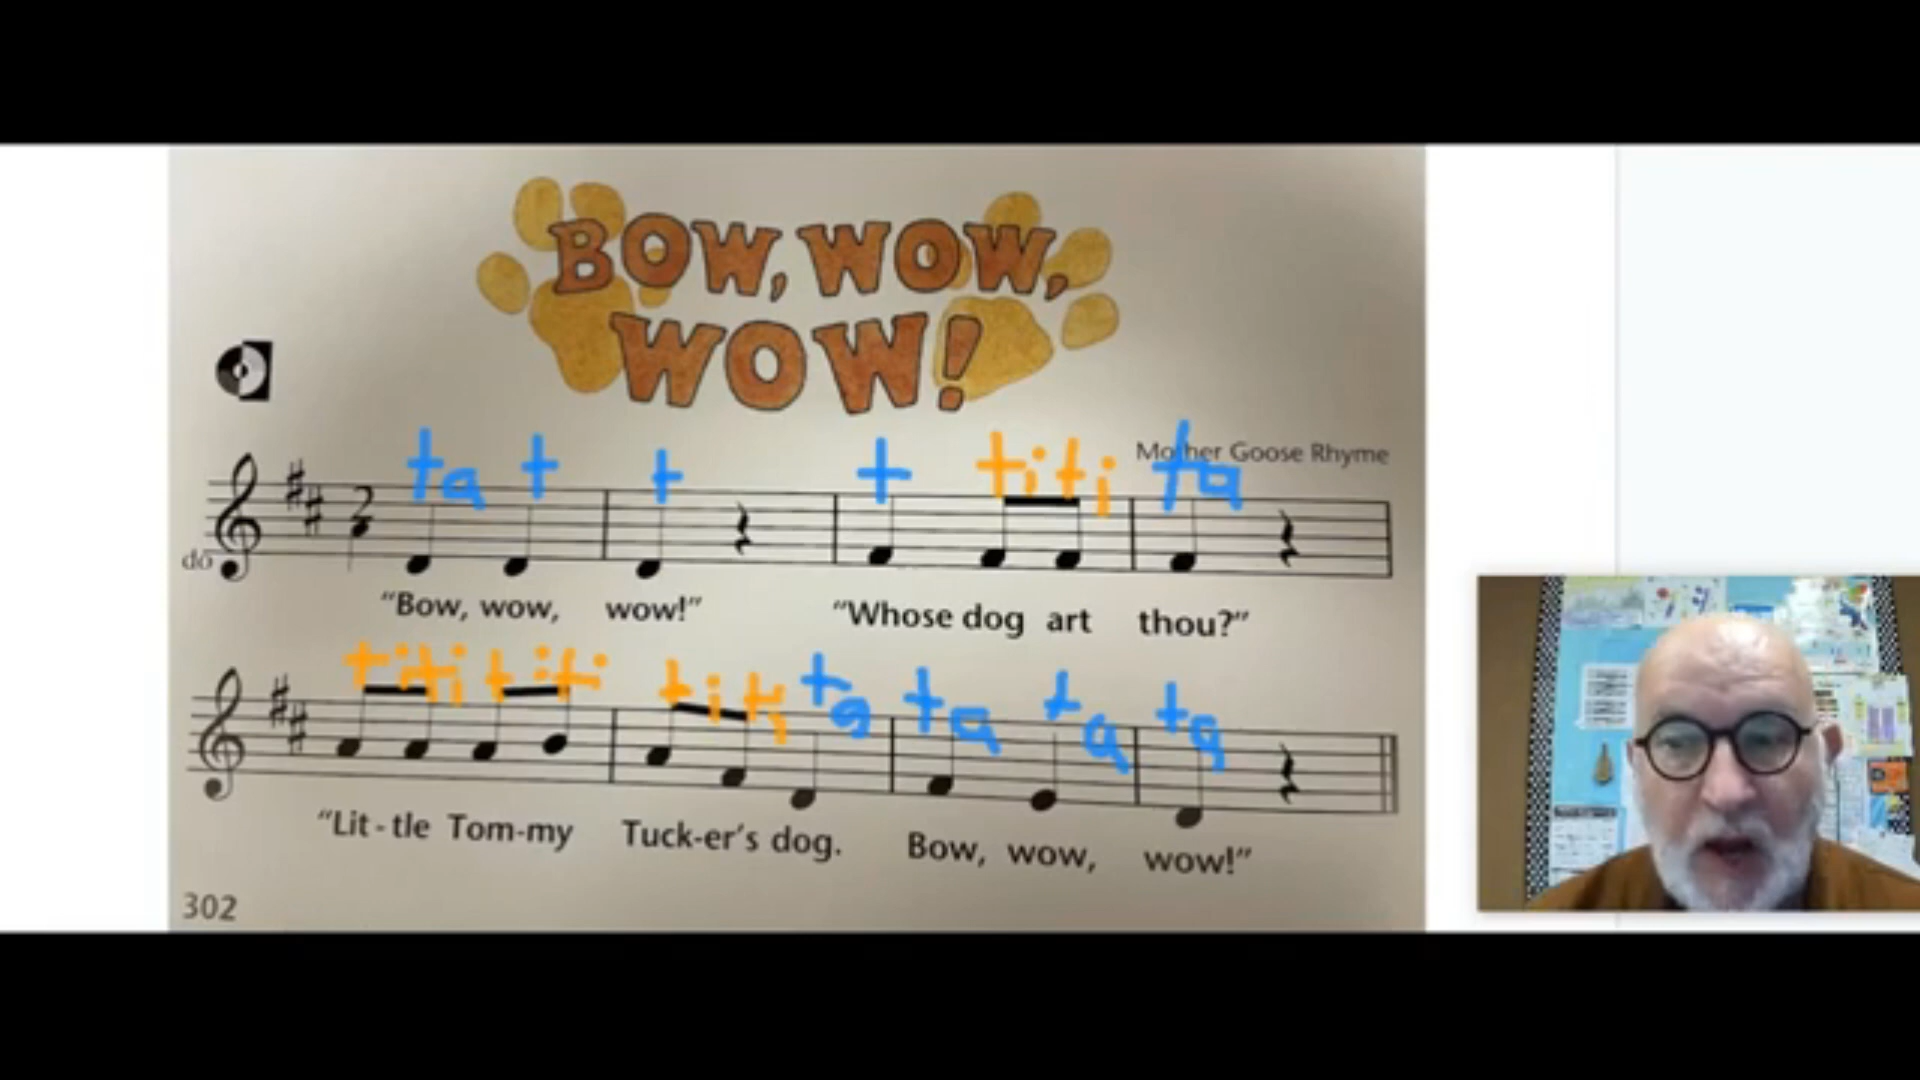 BOW, WOW,
WOW!
Mother Goose Rhyme
ta t t t ti ti ta
2
do
“Bow, wow, wow!” “Whose dog art thou?”
ti ti ti ti ti ti ta ta ta ta
“Lit - tle Tom-my Tuck-er’s dog. Bow, wow, wow!”
302